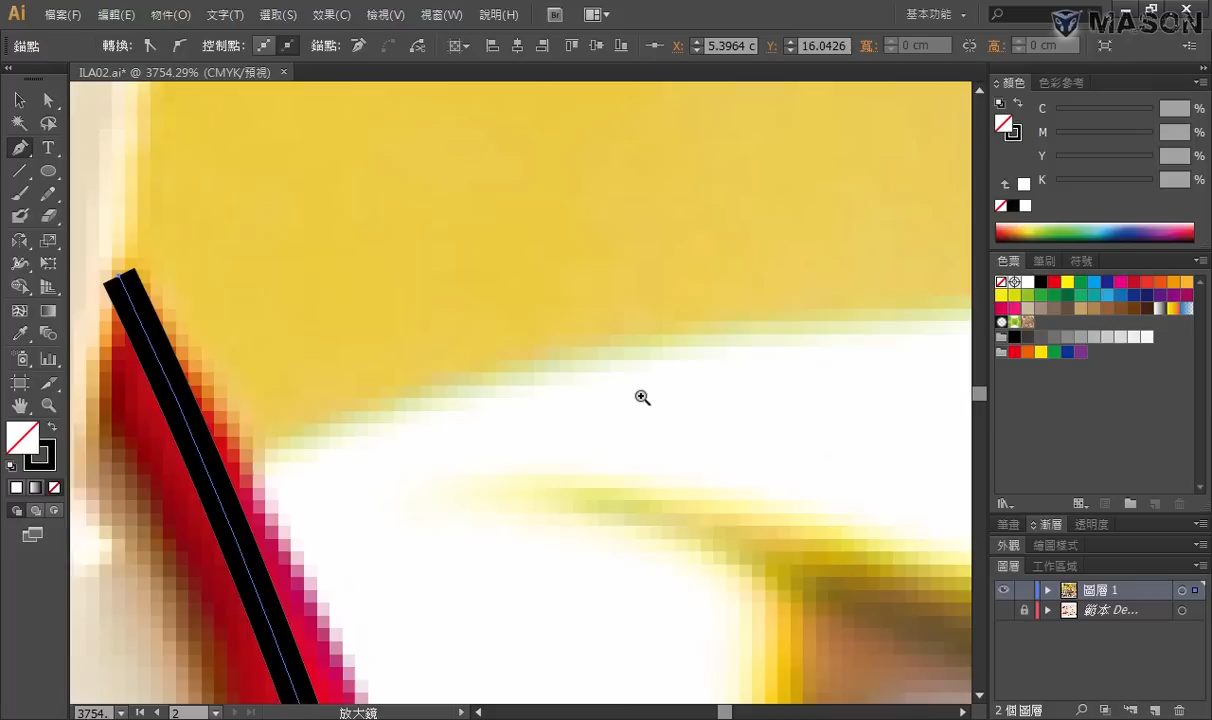 Ai 檔案(F) 編輯(E) 物件(O) 文字(T) 選取(S) 效果(C) 檢視(V) 視窗(W) 說明(H) Br 基本功能
MASON
錨點 轉換: 控制點: 錨點: X: 5.3964 c Y: 16.0426 寬: 0 cm 高: 0 cm
ILA02.ai* @ 3754.29% (CMYK/預視) ×
顏色 色彩參考
C %
M %
Y %
K %
色票 筆刷 符號
筆畫 漸層 透明度
外觀 繪圖樣式
圖層 工作區域
圖層 1
範本 De...
2 個圖層
3754. 2 放大鏡